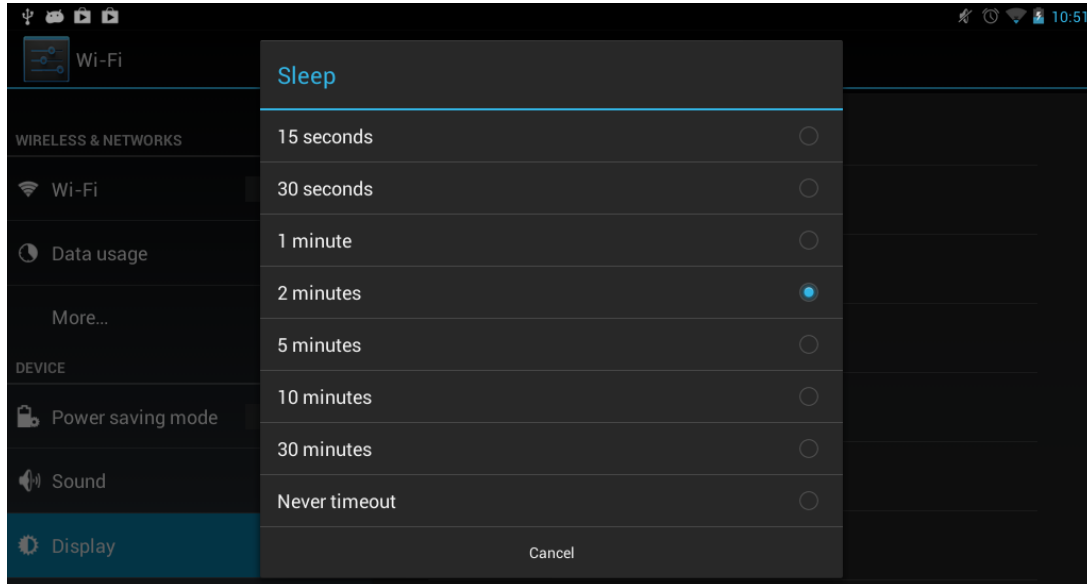 10:51
Wi-Fi
WIRELESS & NETWORKS
Wi-Fi
Data usage
More...
DEVICE
Power saving mode
Sound
Display
Sleep
15 seconds
30 seconds
1 minute
2 minutes
5 minutes
10 minutes
30 minutes
Never timeout
Cancel